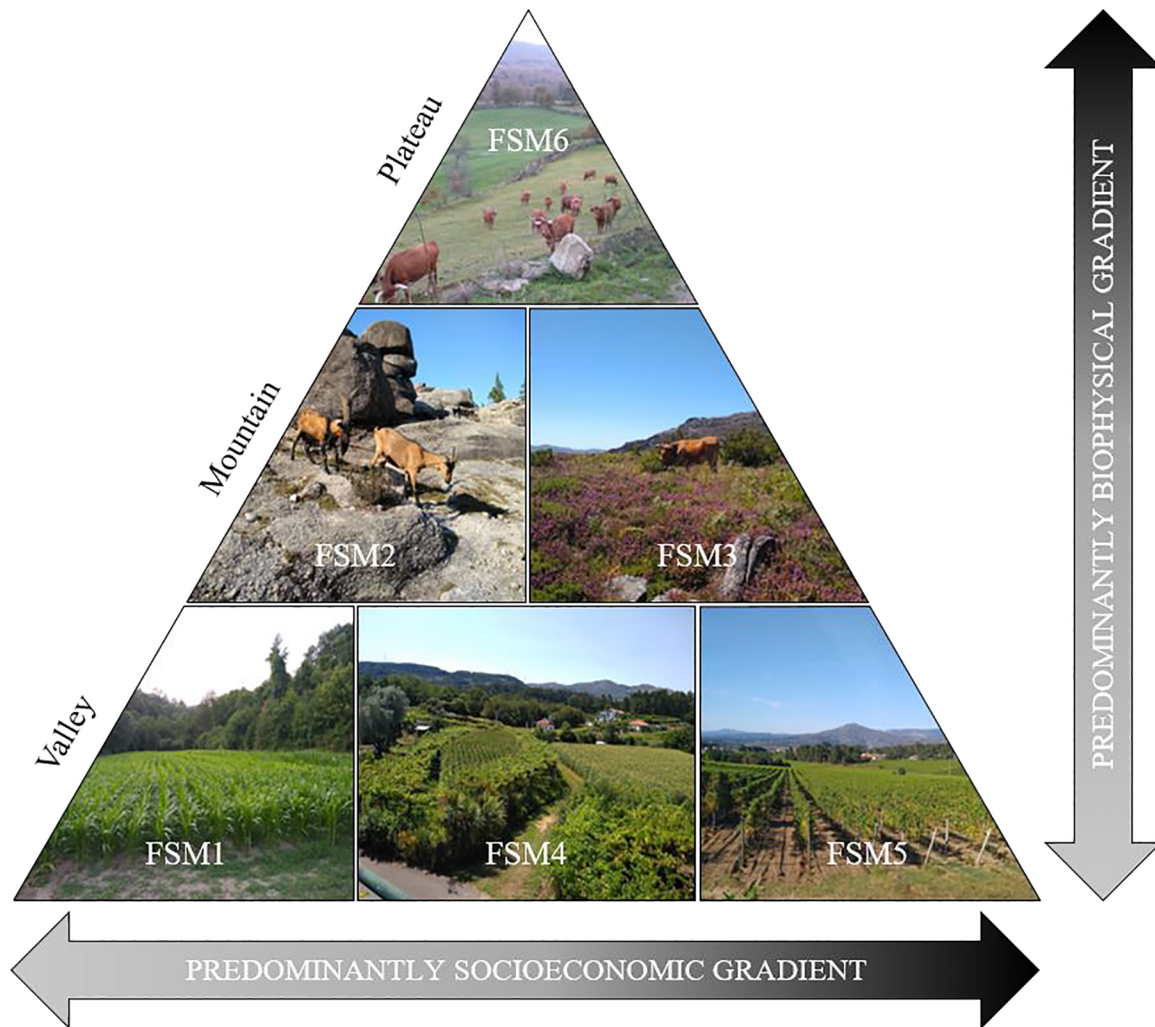 Plateau
FSM6
Mountain
FSM2
FSM3
Valley
FSM1
FSM4
FSM5
PREDOMINANTLY SOCIOECONOMIC GRADIENT
PREDOMINANTLY BIOPHYSICAL GRADIENT